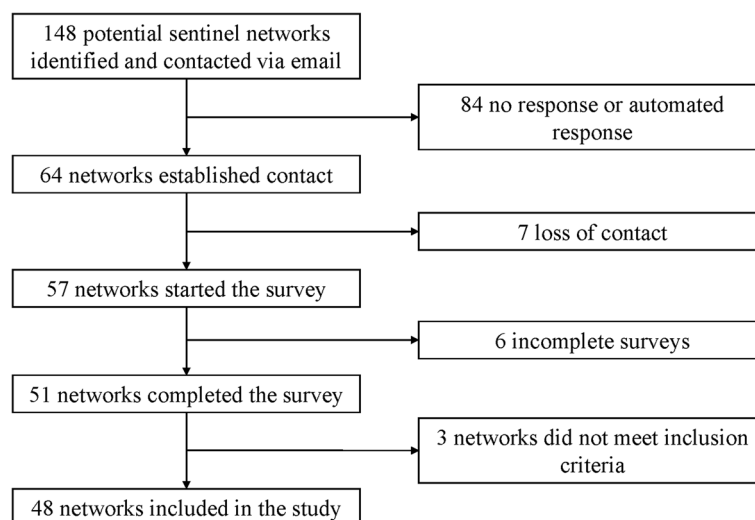 148 potential sentinel networks
identified and contacted via email
84 no response or automated
response
64 networks established contact
7 loss of contact
57 networks started the survey
6 incomplete surveys
51 networks completed the survey
3 networks did not meet inclusion
criteria
48 networks included in the study